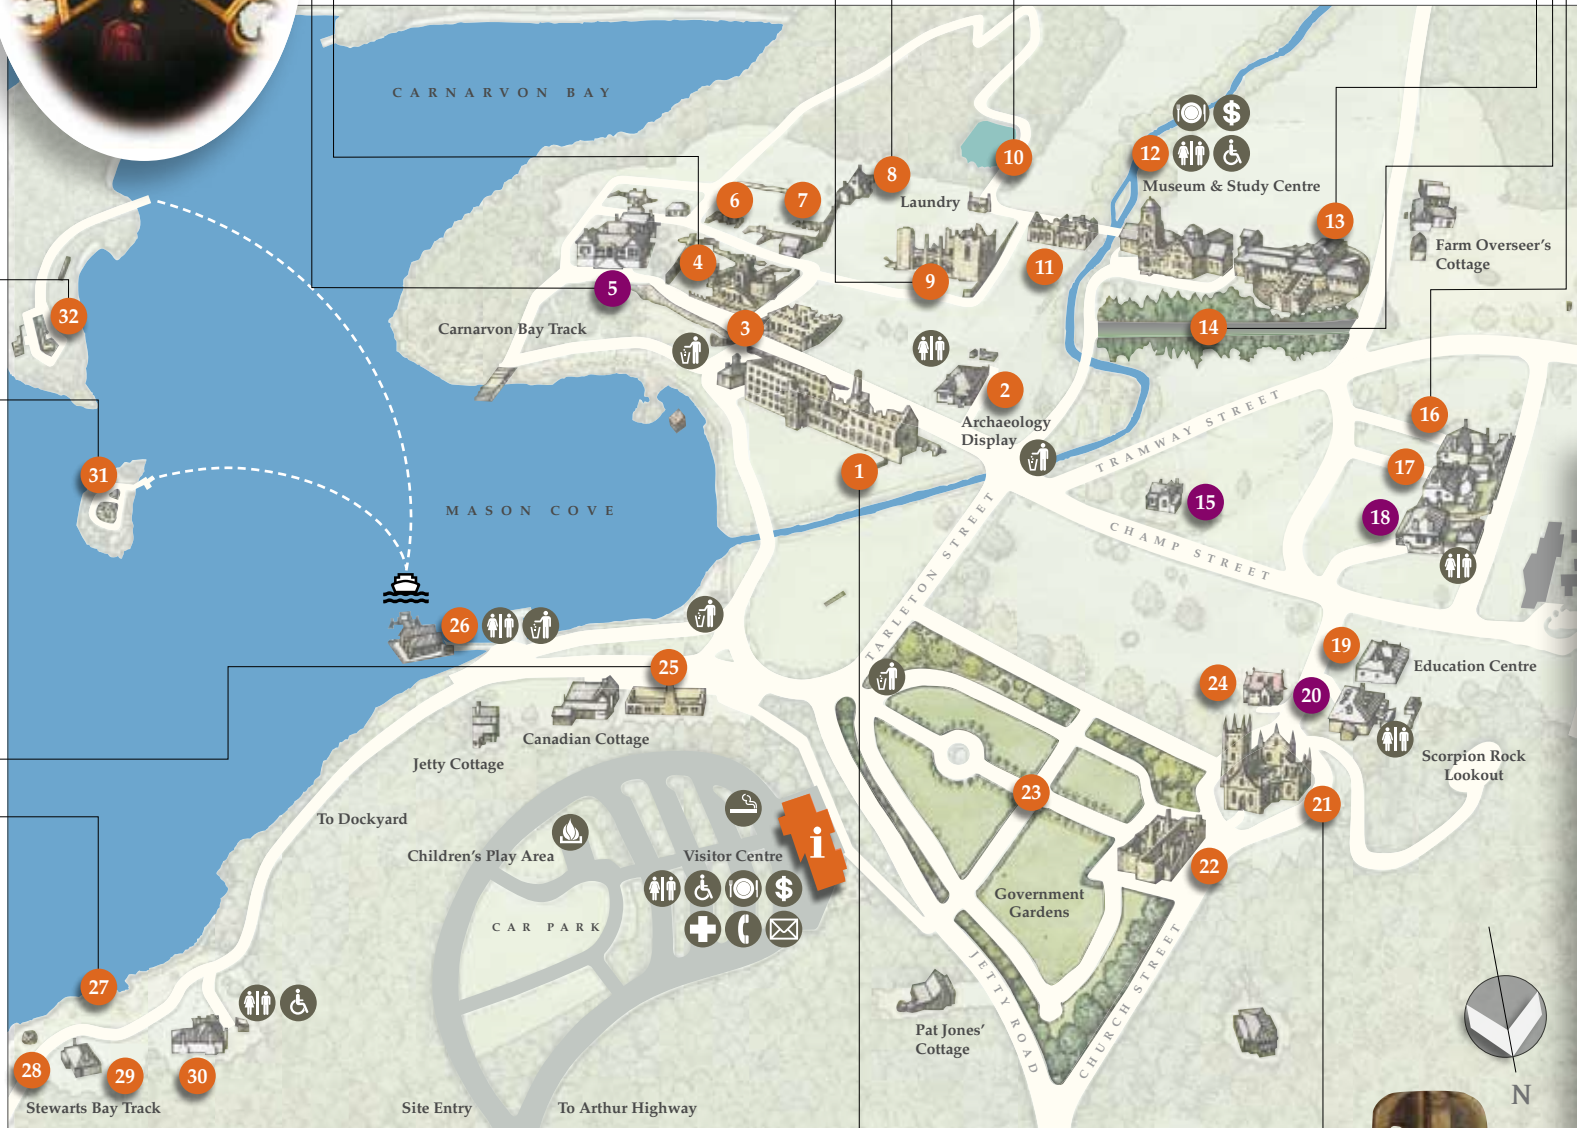 CARNARVON BAY
12
$
10
Museum & Study Centre
8
6
7
Laundry
13
Farm Overseer's
Cottage
4
11
9
5
32
14
Carnarvon Bay Track
3
2
Archaeology
Display
16
TRAMWAY STREET
17
1
31
15
18
MASON COVE
CHAMP STREET
TARLETON STREET
26
19
Education Centre
25
24
20
Canadian Cottage
Jetty Cottage
Scorpion Rock
Lookout
23
21
To Dockyard
Children's Play Area
Visitor Centre
i
$
22
Government
Gardens
CAR PARK
JETTY ROAD
CHURCH STREET
27
Pat Jones'
Cottage
28
29
30
Stewarts Bay Track
Site Entry
To Arthur Highway
N